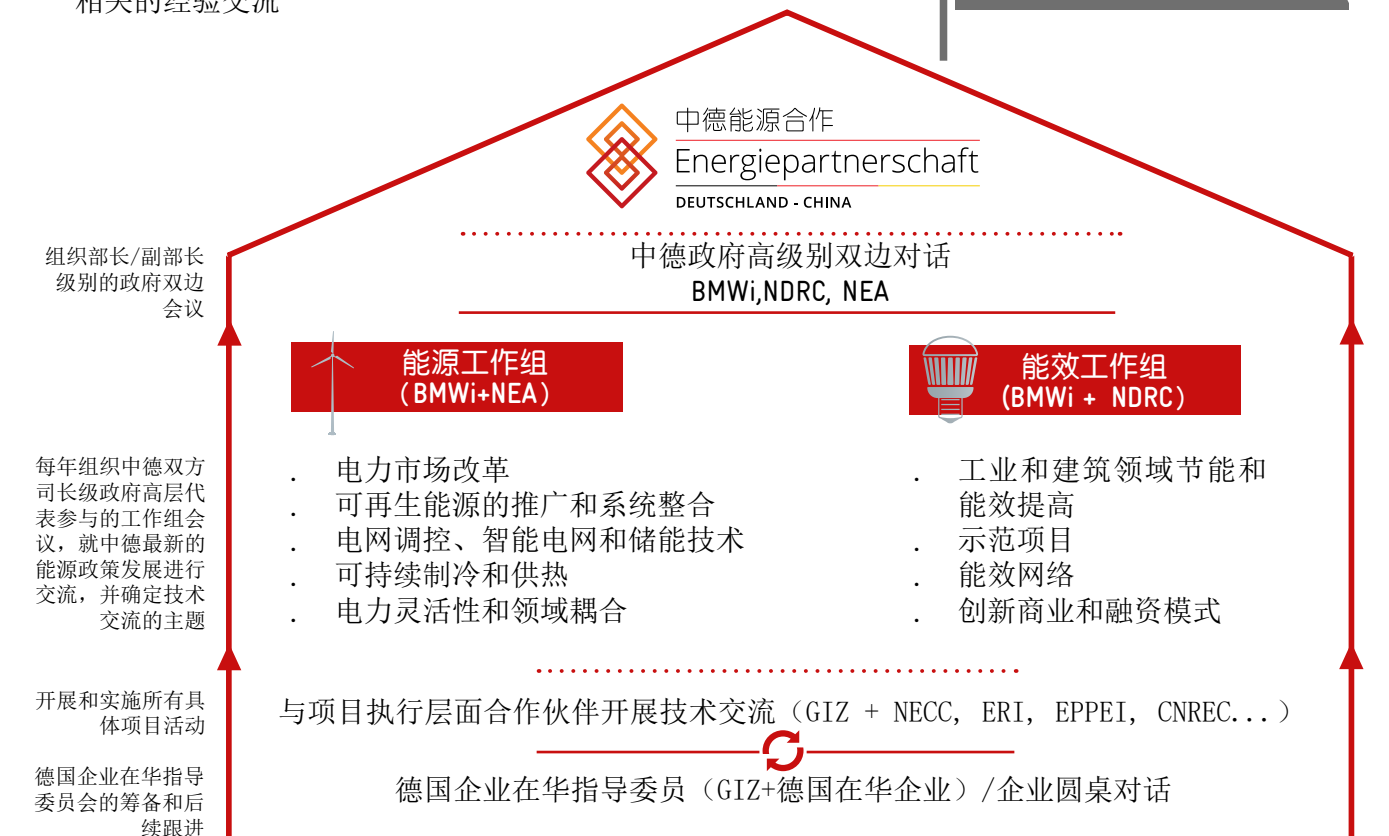 相关的经验交流
中德能源合作
Energiepartnerschaft
DEUTSCHLAND - CHINA
组织部长/副部长
级别的政府双边
会议
中德政府高级别双边对话
BMWi,NDRC, NEA
能源工作组
(BMWi+NEA)
能效工作组
(BMWi + NDRC)
每年组织中德双方
司长级政府高层代
表参与的工作组会
议，就中德最新的
能源政策发展进行
交流，并确定技术
交流的主题
. 电力市场改革
. 可再生能源的推广和系统整合
. 电网调控、智能电网和储能技术
. 可持续制冷和供热
. 电力灵活性和领域耦合
. 工业和建筑领域节能和
能效提高
. 示范项目
. 能效网络
. 创新商业和融资模式
开展和实施所有具
体项目活动
与项目执行层面合作伙伴开展技术交流（GIZ + NECC, ERI, EPPEI, CNREC...）
德国企业在华指导
委员会的筹备和后
续跟进
德国企业在华指导委员（GIZ+德国在华企业）/企业圆桌对话